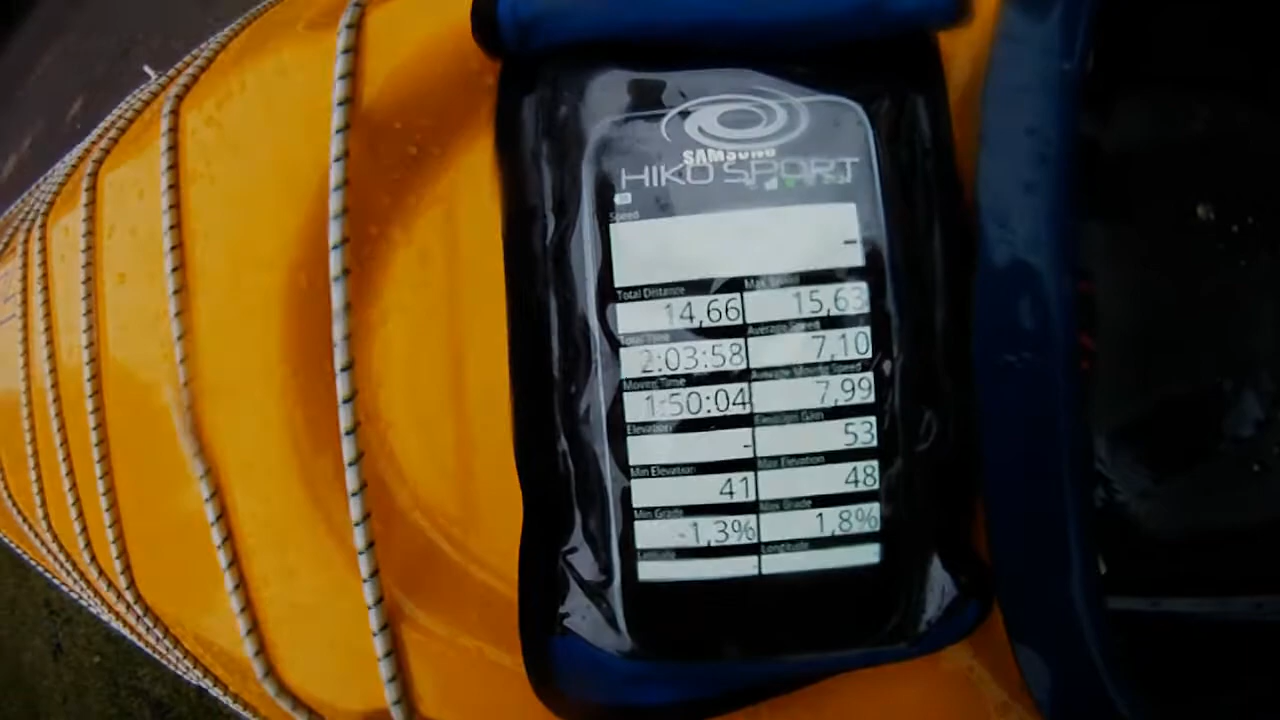 SAMSUNG
HIKO SPORT
Speed
-
Total Distance Max Speed
14,66 15,63
Total Time Average Speed
2:03:58 7,10
Moving Time Average Moving Speed
1:50:04 7,99
Elevation Elevation Gain
- 53
Min Elevation Max Elevation
41 48
Min Grade Max Grade
-1,3% 1,8%
Latitude Longitude